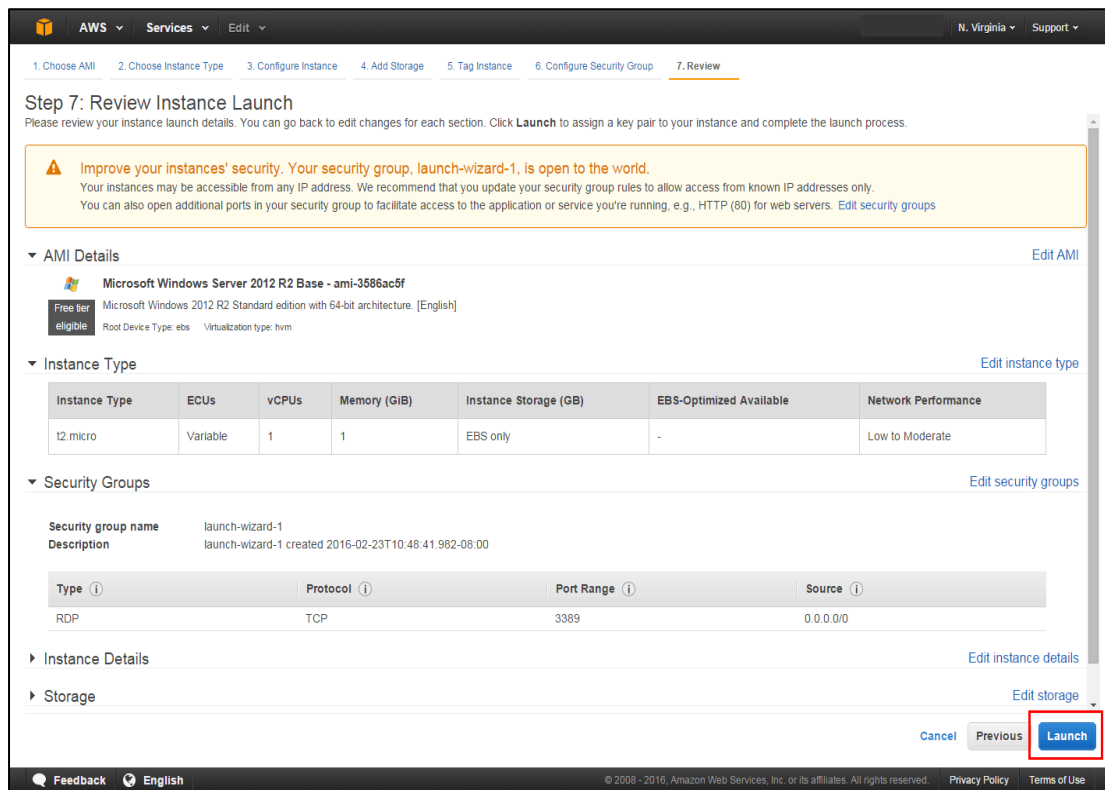 AWS Services Edit N. Virginia Support
1. Choose AMI 2. Choose Instance Type 3. Configure Instance 4. Add Storage 5. Tag Instance 6. Configure Security Group 7. Review
Step 7: Review Instance Launch
Please review your instance launch details. You can go back to edit changes for each section. Click Launch to assign a key pair to your instance and complete the launch process.
Improve your instances' security. Your security group, launch-wizard-1, is open to the world.
Your instances may be accessible from any IP address. We recommend that you update your security group rules to allow access from known IP addresses only.
You can also open additional ports in your security group to facilitate access to the application or service you're running, e.g., HTTP (80) for web servers. Edit security groups
AMI Details Edit AMI
Microsoft Windows Server 2012 R2 Base - ami-3586ac5f
Free tier eligible
Microsoft Windows 2012 R2 Standard edition with 64-bit architecture. [English]
Root Device Type: ebs Virtualization type: hvm
Instance Type Edit instance type
Instance Type ECUs vCPUs Memory (GiB) Instance Storage (GB) EBS-Optimized Available Network Performance
t2.micro Variable 1 1 EBS only - Low to Moderate
Security Groups Edit security groups
Security group name launch-wizard-1
Description launch-wizard-1 created 2016-02-23T10:48:41.982-08:00
Type i Protocol i Port Range i Source i
RDP TCP 3389 0.0.0.0/0
Instance Details Edit instance details
Storage Edit storage
Cancel Previous Launch
Feedback English © 2008 - 2016, Amazon Web Services, Inc. or its affiliates. All rights reserved. Privacy Policy Terms of Use